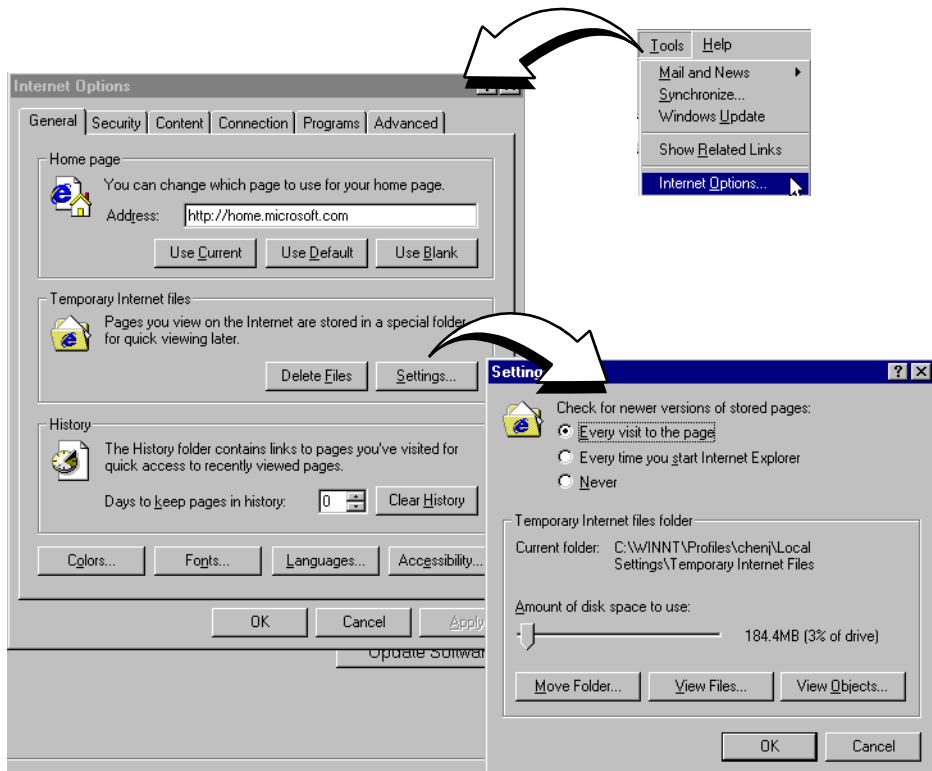 Tools Help
Mail and News
Synchronize...
Windows Update
Show Related Links
Internet Options...
Internet Options
General Security Content Connection Programs Advanced
Home page
You can change which page to use for your home page.
Address: http://home.microsoft.com
Use Current Use Default Use Blank
Temporary Internet files
Pages you view on the Internet are stored in a special folder
for quick viewing later.
Delete Files Settings...
History
The History folder contains links to pages you've visited for
quick access to recently viewed pages.
Days to keep pages in history: 0 Clear History
Colors... Fonts... Languages... Accessibility...
OK Cancel Apply
Update Softwar
Setting
Check for newer versions of stored pages:
Every visit to the page
Every time you start Internet Explorer
Never
Temporary Internet files folder
Current folder: C:\WINNT\Profiles\chenj\Local
Settings\Temporary Internet Files
Amount of disk space to use:
184.4MB (3% of drive)
Move Folder... View Files... View Objects...
OK Cancel